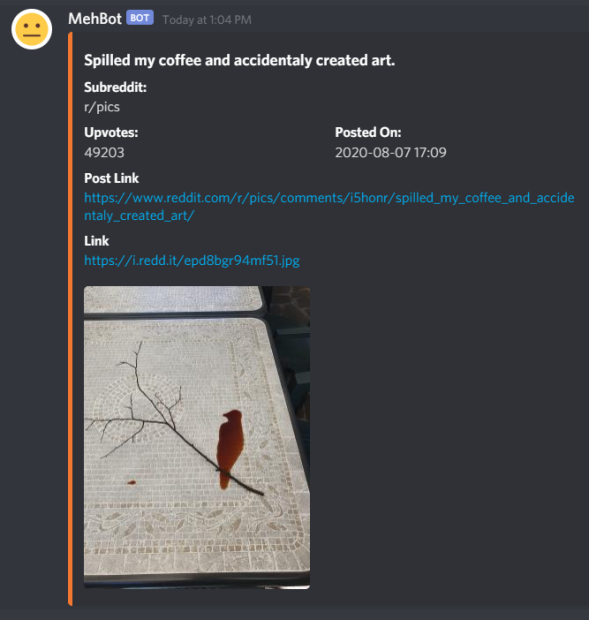 MehBot BOT Today at 1:04 PM
Spilled my coffee and accidentaly created art.
Subreddit:
r/pics
Upvotes: Posted On:
49203 2020-08-07 17:09
Post Link
https://www.reddit.com/r/pics/comments/i5honr/spilled_my_coffee_and_accide
ntaly_created_art/
Link
https://i.redd.it/epd8bgr94mf51.jpg